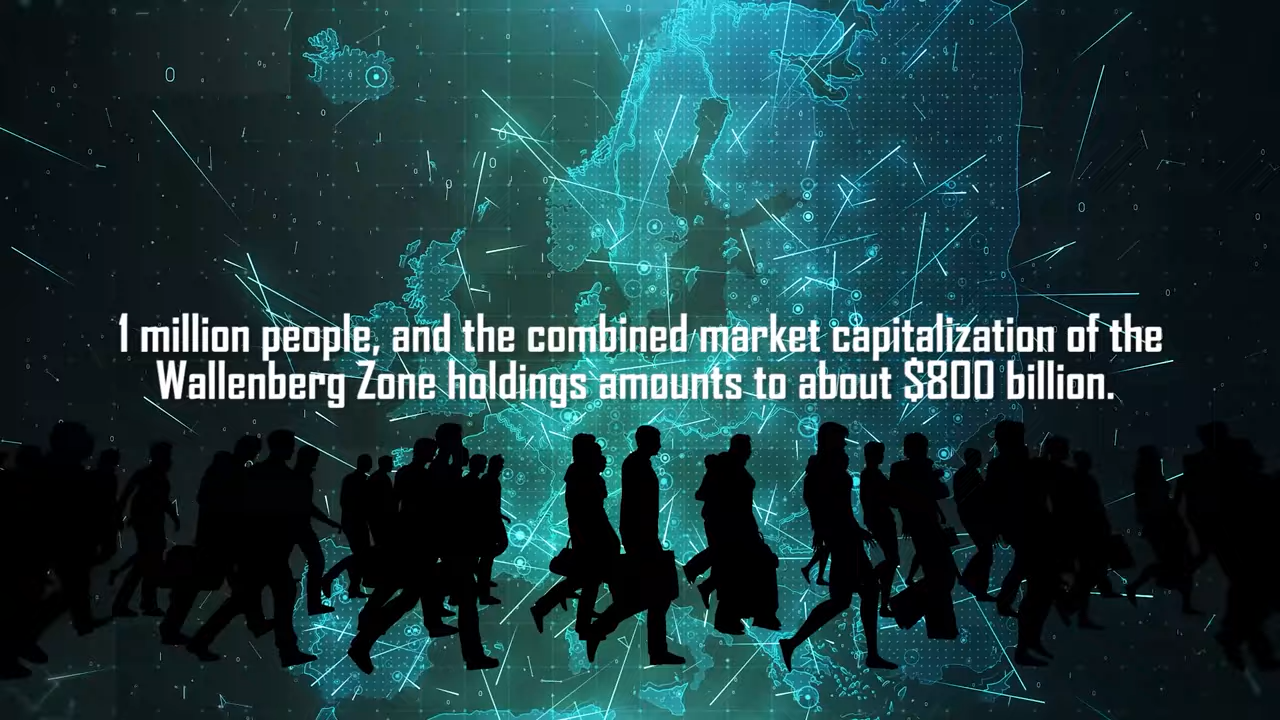 1 million people, and the combined market capitalization of the
Wallenberg Zone holdings amounts to about $800 billion.